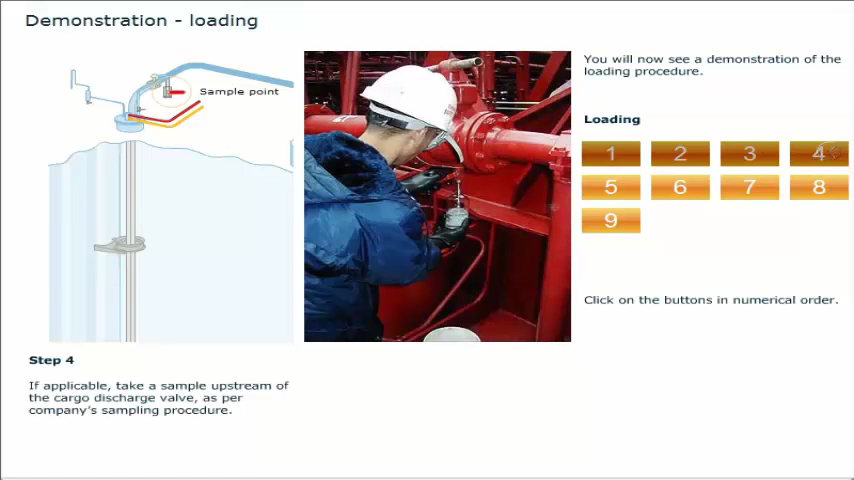 Demonstration - loading
Sample point
You will now see a demonstration of the
loading procedure.
Loading
1 2 3 4
5 6 7 8
9
Click on the buttons in numerical order.
Step 4
If applicable, take a sample upstream of
the cargo discharge valve, as per
company's sampling procedure.